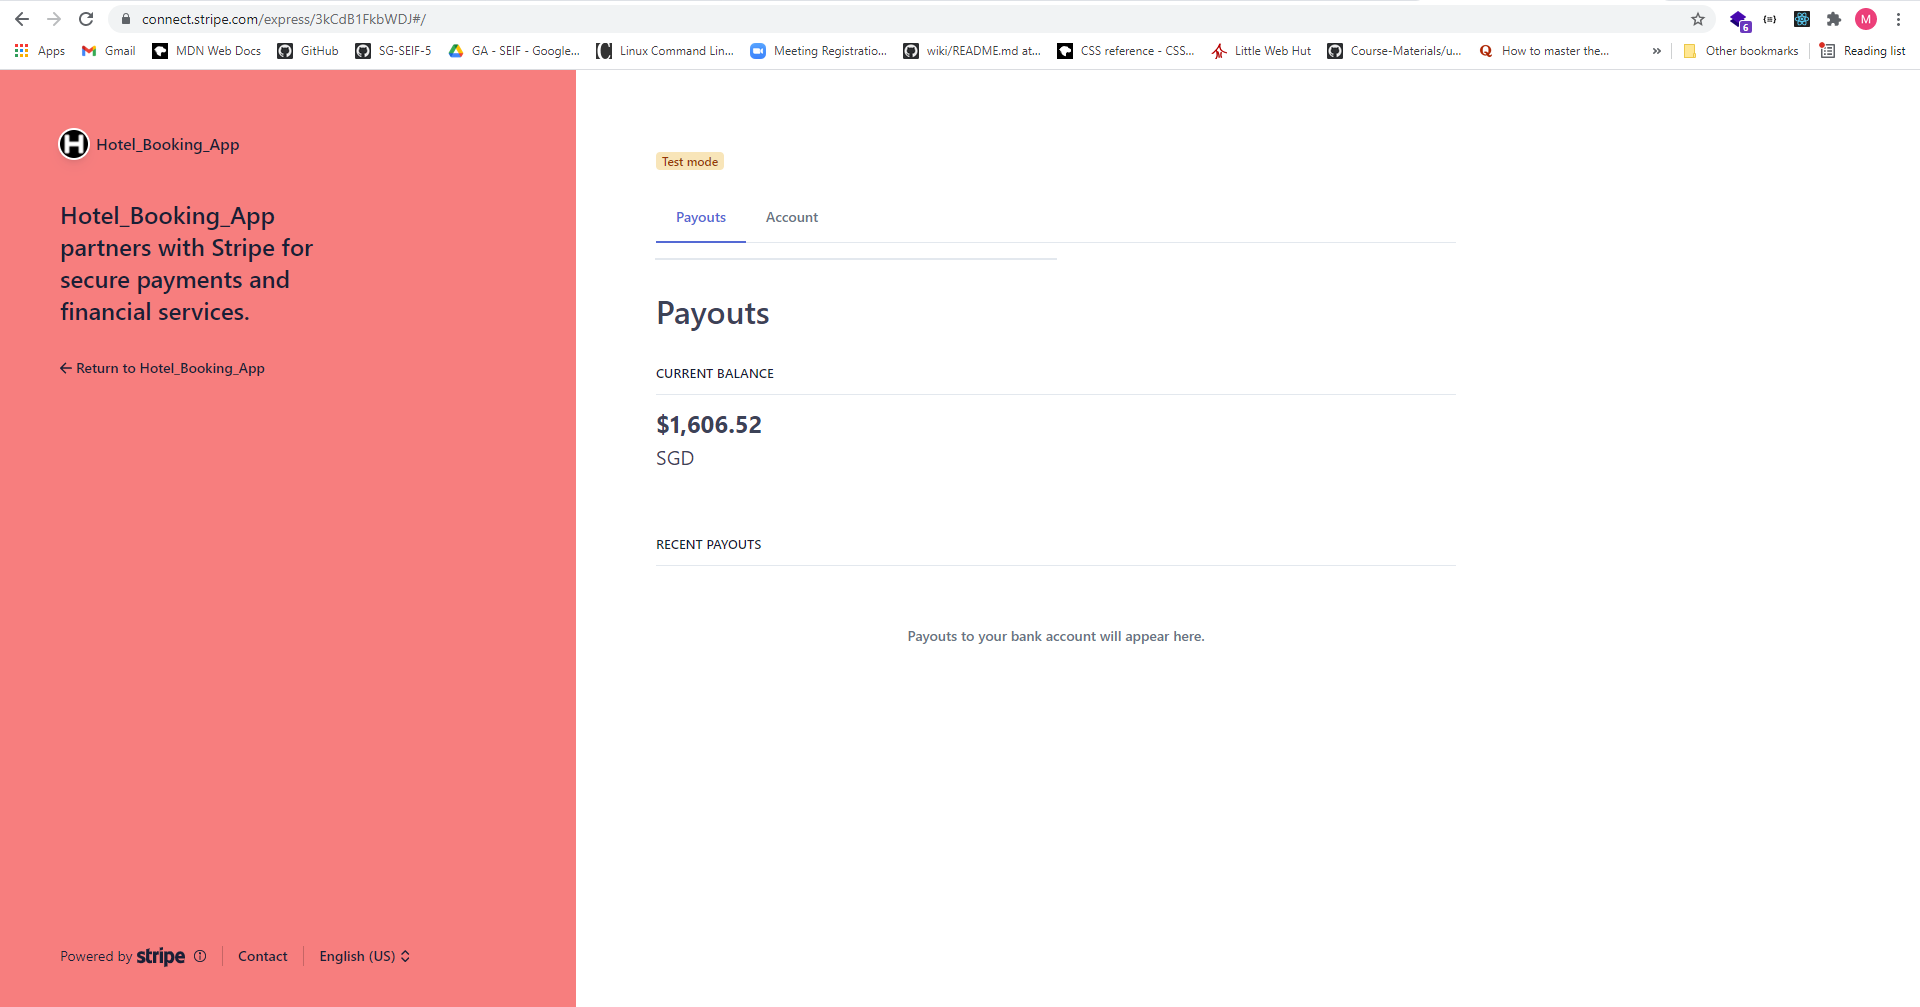 connect.stripe.com/express/3kCdB1FkbWDJ#/
6
M
Apps
Gmail
MDN Web Docs
GitHub
SG-SEIF-5
GA - SEIF - Google...
Linux Command Lin...
Meeting Registratio...
wiki/README.md at...
CSS reference - CSS...
Little Web Hut
Course-Materials/u...
How to master the...
»
Other bookmarks
Reading list
H Hotel_Booking_App
Hotel_Booking_App
partners with Stripe for
secure payments and
financial services.
← Return to Hotel_Booking_App
Powered by stripe
Contact
English (US)
Test mode
Payouts
Account
Payouts
CURRENT BALANCE
$1,606.52
SGD
RECENT PAYOUTS
Payouts to your bank account will appear here.